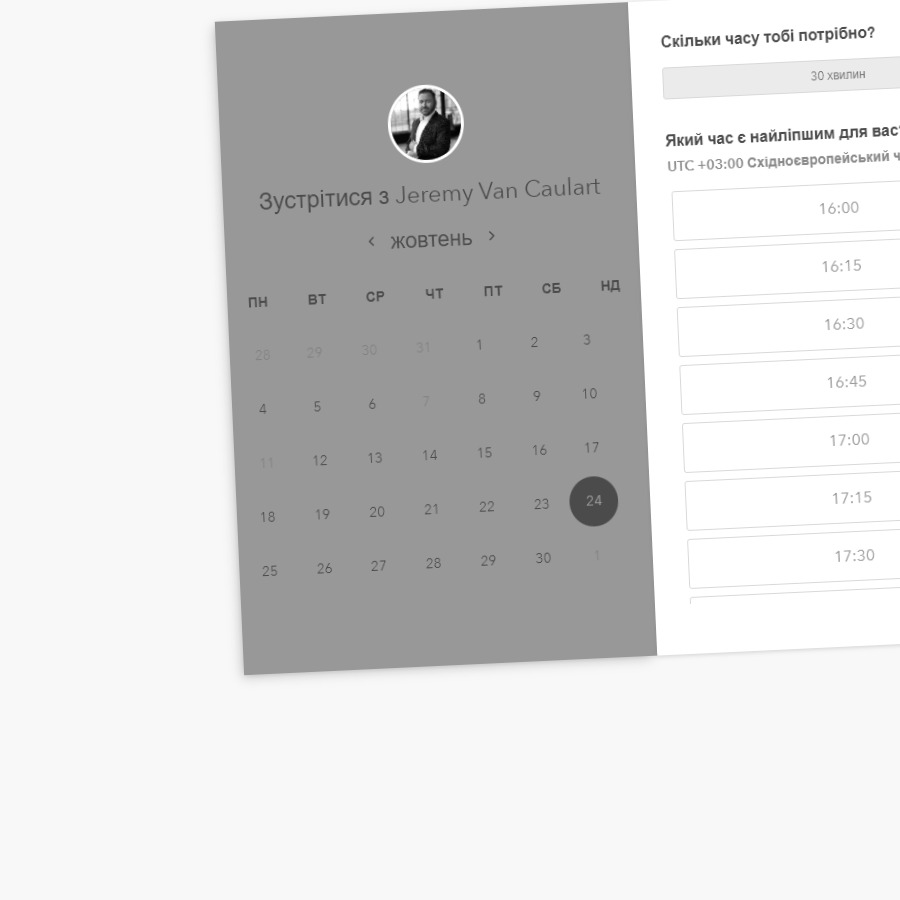 Зустрітися з Jeremy Van Caulart
‹ жовтень ›
ПН ВТ СР ЧТ ПТ СБ НД
28 29 30 31 1 2 3
4 5 6 7 8 9 10
11 12 13 14 15 16 17
18 19 20 21 22 23 24
25 26 27 28 29 30 1
Скільки часу тобі потрібно?
30 хвилин
Який час є найліпшим для вас
UTC +03:00 Східноєвропейський
16:00
16:15
16:30
16:45
17:00
17:15
17:30